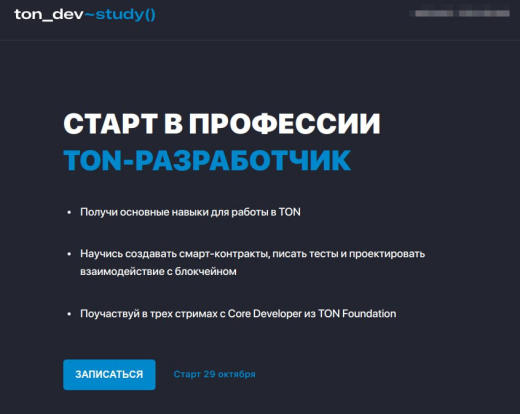 ton_dev~study()
СТАРТ В ПРОФЕССИИ
TON-РАЗРАБОТЧИК
• Получи основные навыки для работы в TON
• Научись создавать смарт-контракты, писать тесты и проектировать
взаимодействие с блокчейном
• Поучаствуй в трех стримах с Core Developer из TON Foundation
ЗАПИСАТЬСЯ Старт 29 октября